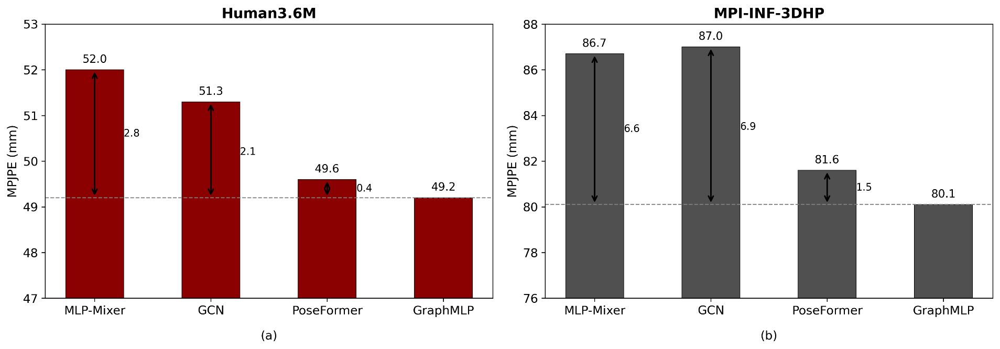 Human3.6M
MPJPE (mm)
53
52
51
50
49
48
47
52.0
2.8
51.3
2.1
49.6
0.4
49.2
MLP-Mixer
GCN
PoseFormer
GraphMLP
(a)
MPI-INF-3DHP
MPJPE (mm)
88
86
84
82
80
78
76
86.7
6.6
87.0
6.9
81.6
1.5
80.1
MLP-Mixer
GCN
PoseFormer
GraphMLP
(b)